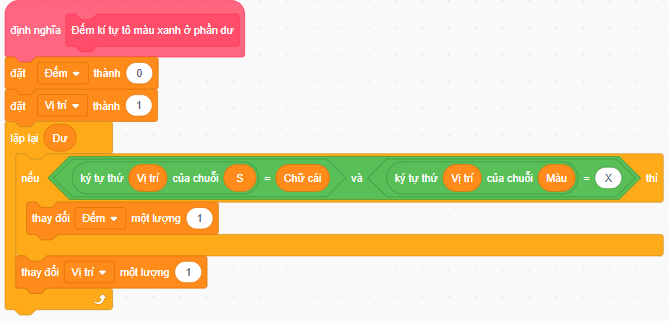 định nghĩa Đếm kí tự tô màu xanh ở phần dư
đặt Đếm thành 0
đặt Vị trí thành 1
lặp lại Dư
nếu ký tự thứ Vị trí của chuỗi S = Chữ cái và ký tự thứ Vị trí của chuỗi Màu = X thì
thay đổi Đếm một lượng 1
thay đổi Vị trí một lượng 1